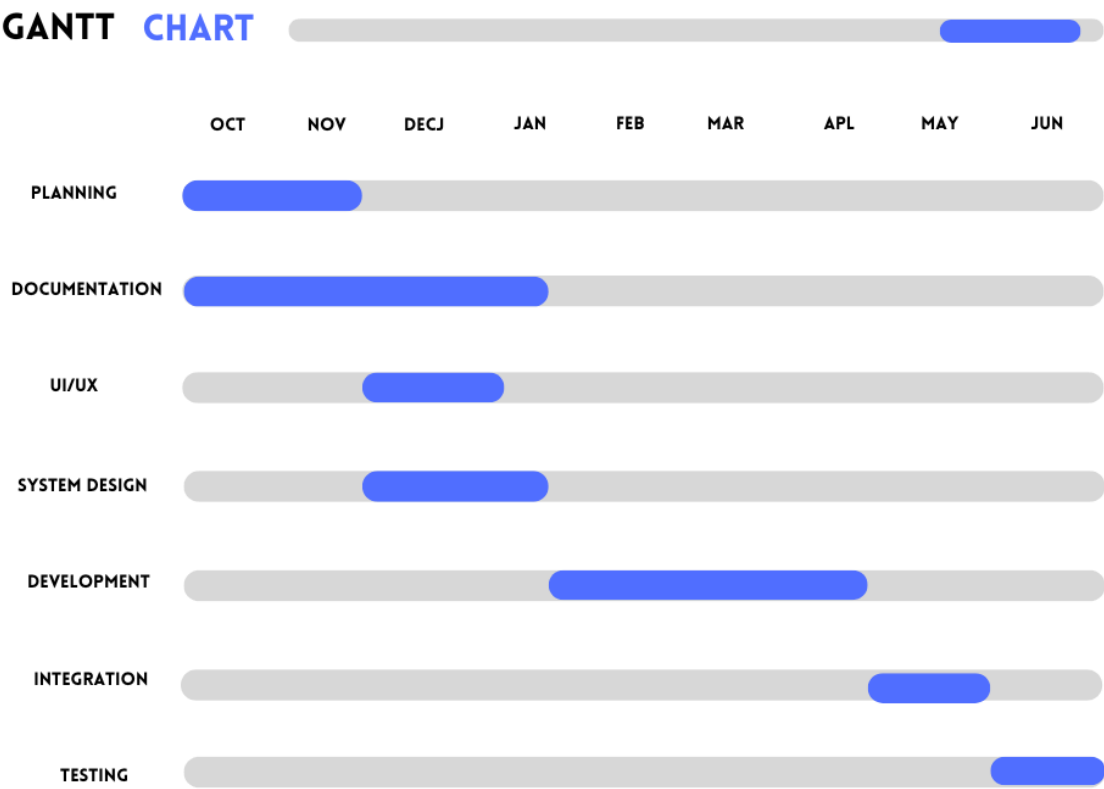 GANTT CHART
OCT NOV DECJ JAN FEB MAR APL MAY JUN
PLANNING
DOCUMENTATION
UI/UX
SYSTEM DESIGN
DEVELOPMENT
INTEGRATION
TESTING